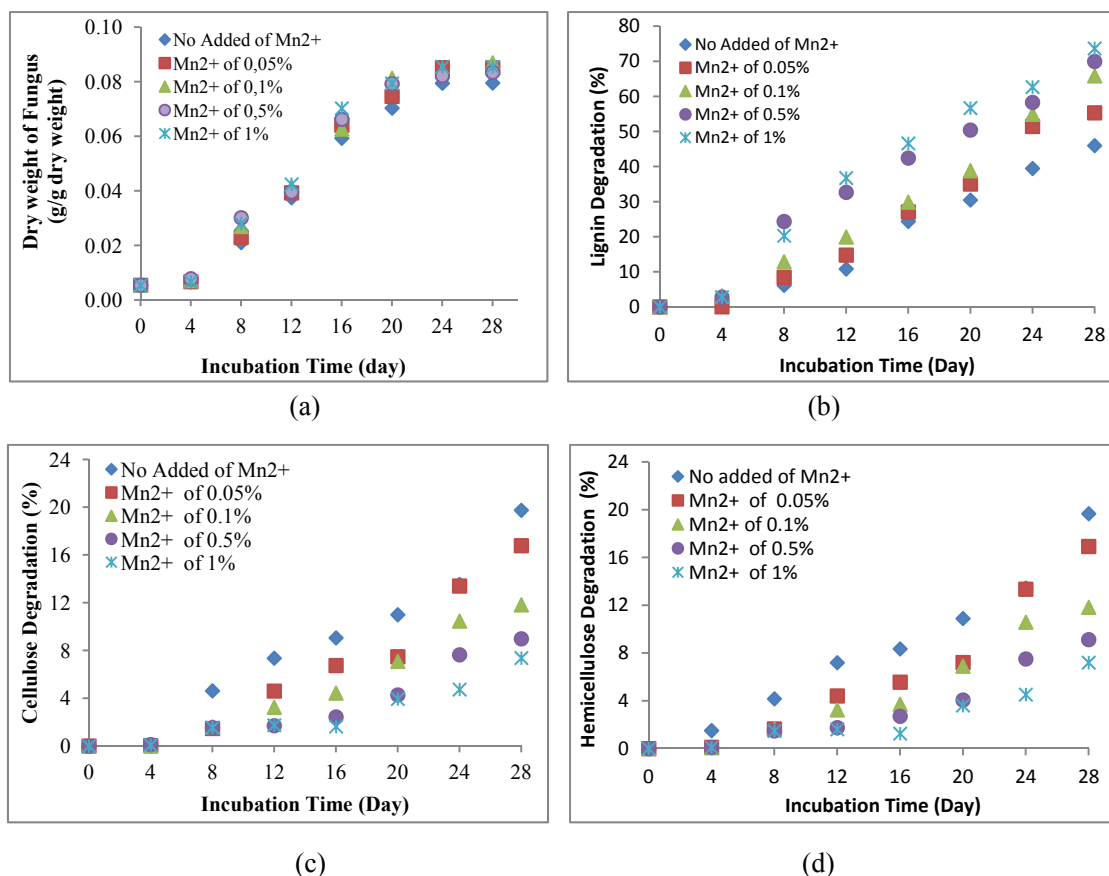 0.10
0.08
0.06
0.04
0.02
0.00
Dry weight of Fungus
(g/g dry weight)
No Added of Mn2+
Mn2+ of 0,05%
Mn2+ of 0,1%
Mn2+ of 0,5%
Mn2+ of 1%
0 4 8 12 16 20 24 28
Incubation Time (day)
(a)
80
70
60
50
40
30
20
10
0
Lignin Degradation (%)
No Added of Mn2+
Mn2+ of 0.05%
Mn2+ of 0.1%
Mn2+ of 0.5%
Mn2+ of 1%
0 4 8 12 16 20 24 28
Incubation Time (Day)
(b)
24
20
16
12
8
4
0
Cellulose Degradation (%)
No Added of Mn2+
Mn2+ of 0.05%
Mn2+ of 0.1%
Mn2+ of 0.5%
Mn2+ of 1%
0 4 8 12 16 20 24 28
Incubation Time (Day)
(c)
24
20
16
12
8
4
0
Hemicellulose Degradation (%)
No added of Mn2+
Mn2+ of 0.05%
Mn2+ of 0.1%
Mn2+ of 0.5%
Mn2+ of 1%
0 4 8 12 16 20 24 28
Incubation Time (Day)
(d)